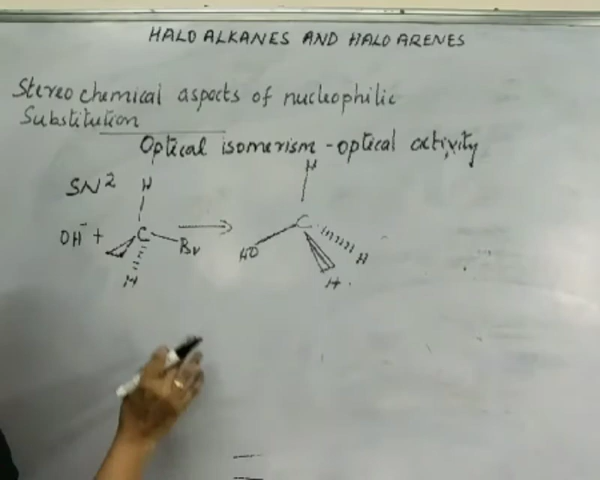 HALO ALKANES AND HALO ARENES
Stereo chemical aspects of nucleophilic
Substitution
Optical isomerism - optical activity
SN2
H
H
OH⁻ + C Br
C
HO
H
H
H